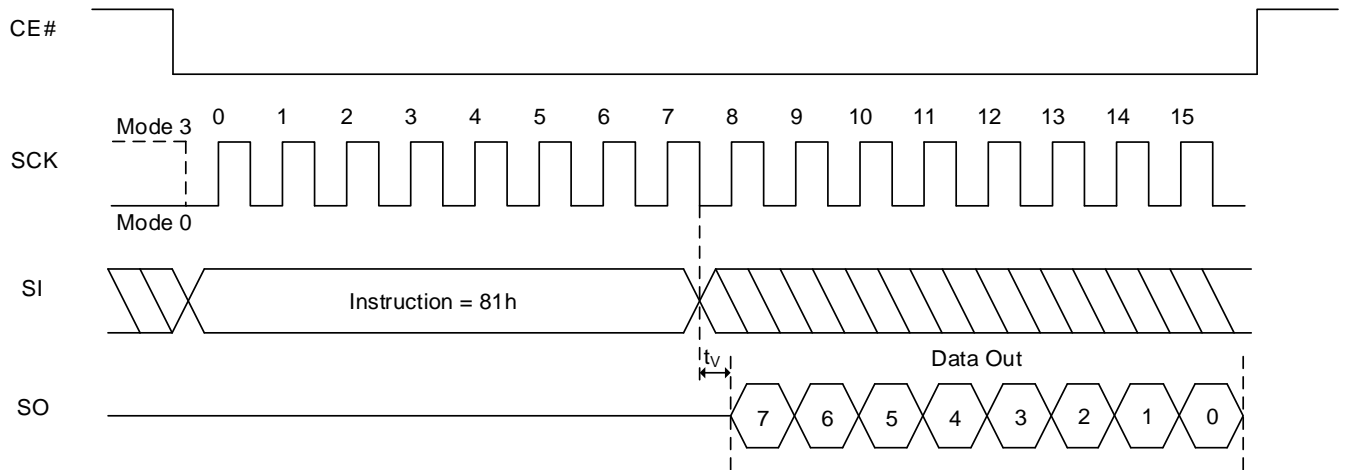 CE#
Mode 3
0 1 2 3 4 5 6 7 8 9 10 11 12 13 14 15
SCK
Mode 0
SI
Instruction = 81h
tV
Data Out
SO
7 6 5 4 3 2 1 0